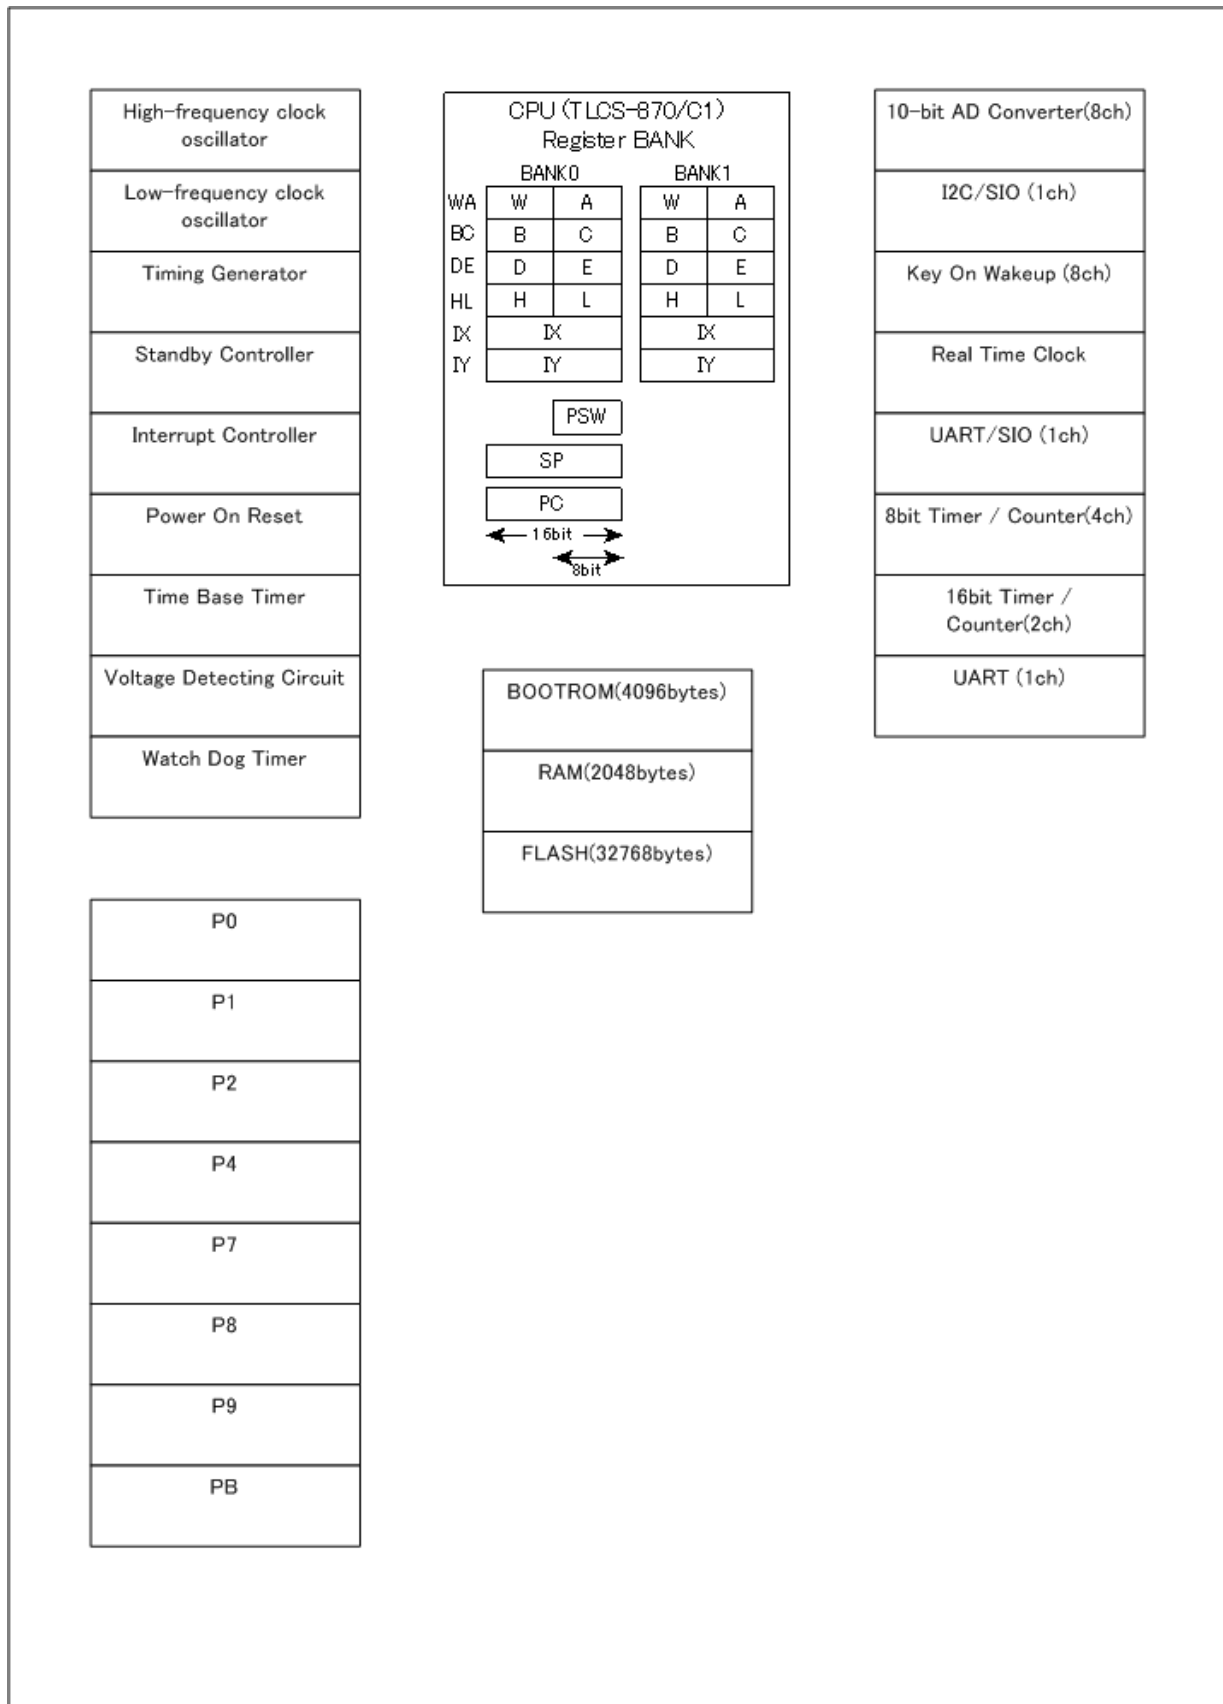 High-frequency clock
oscillator
Low-frequency clock
oscillator
Timing Generator
Standby Controller
Interrupt Controller
Power On Reset
Time Base Timer
Voltage Detecting Circuit
Watch Dog Timer
P0
P1
P2
P4
P7
P8
P9
PB
CPU (TLCS-870/C1)
Register BANK
BANK0 BANK1
WA W A W A
BC B C B C
DE D E D E
HL H L H L
IX IX IX
IY IY IY
PSW
SP
PC
16bit
8bit
BOOTROM(4096bytes)
RAM(2048bytes)
FLASH(32768bytes)
10-bit AD Converter(8ch)
I2C/SIO (1ch)
Key On Wakeup (8ch)
Real Time Clock
UART/SIO (1ch)
8bit Timer / Counter(4ch)
16bit Timer /
Counter(2ch)
UART (1ch)